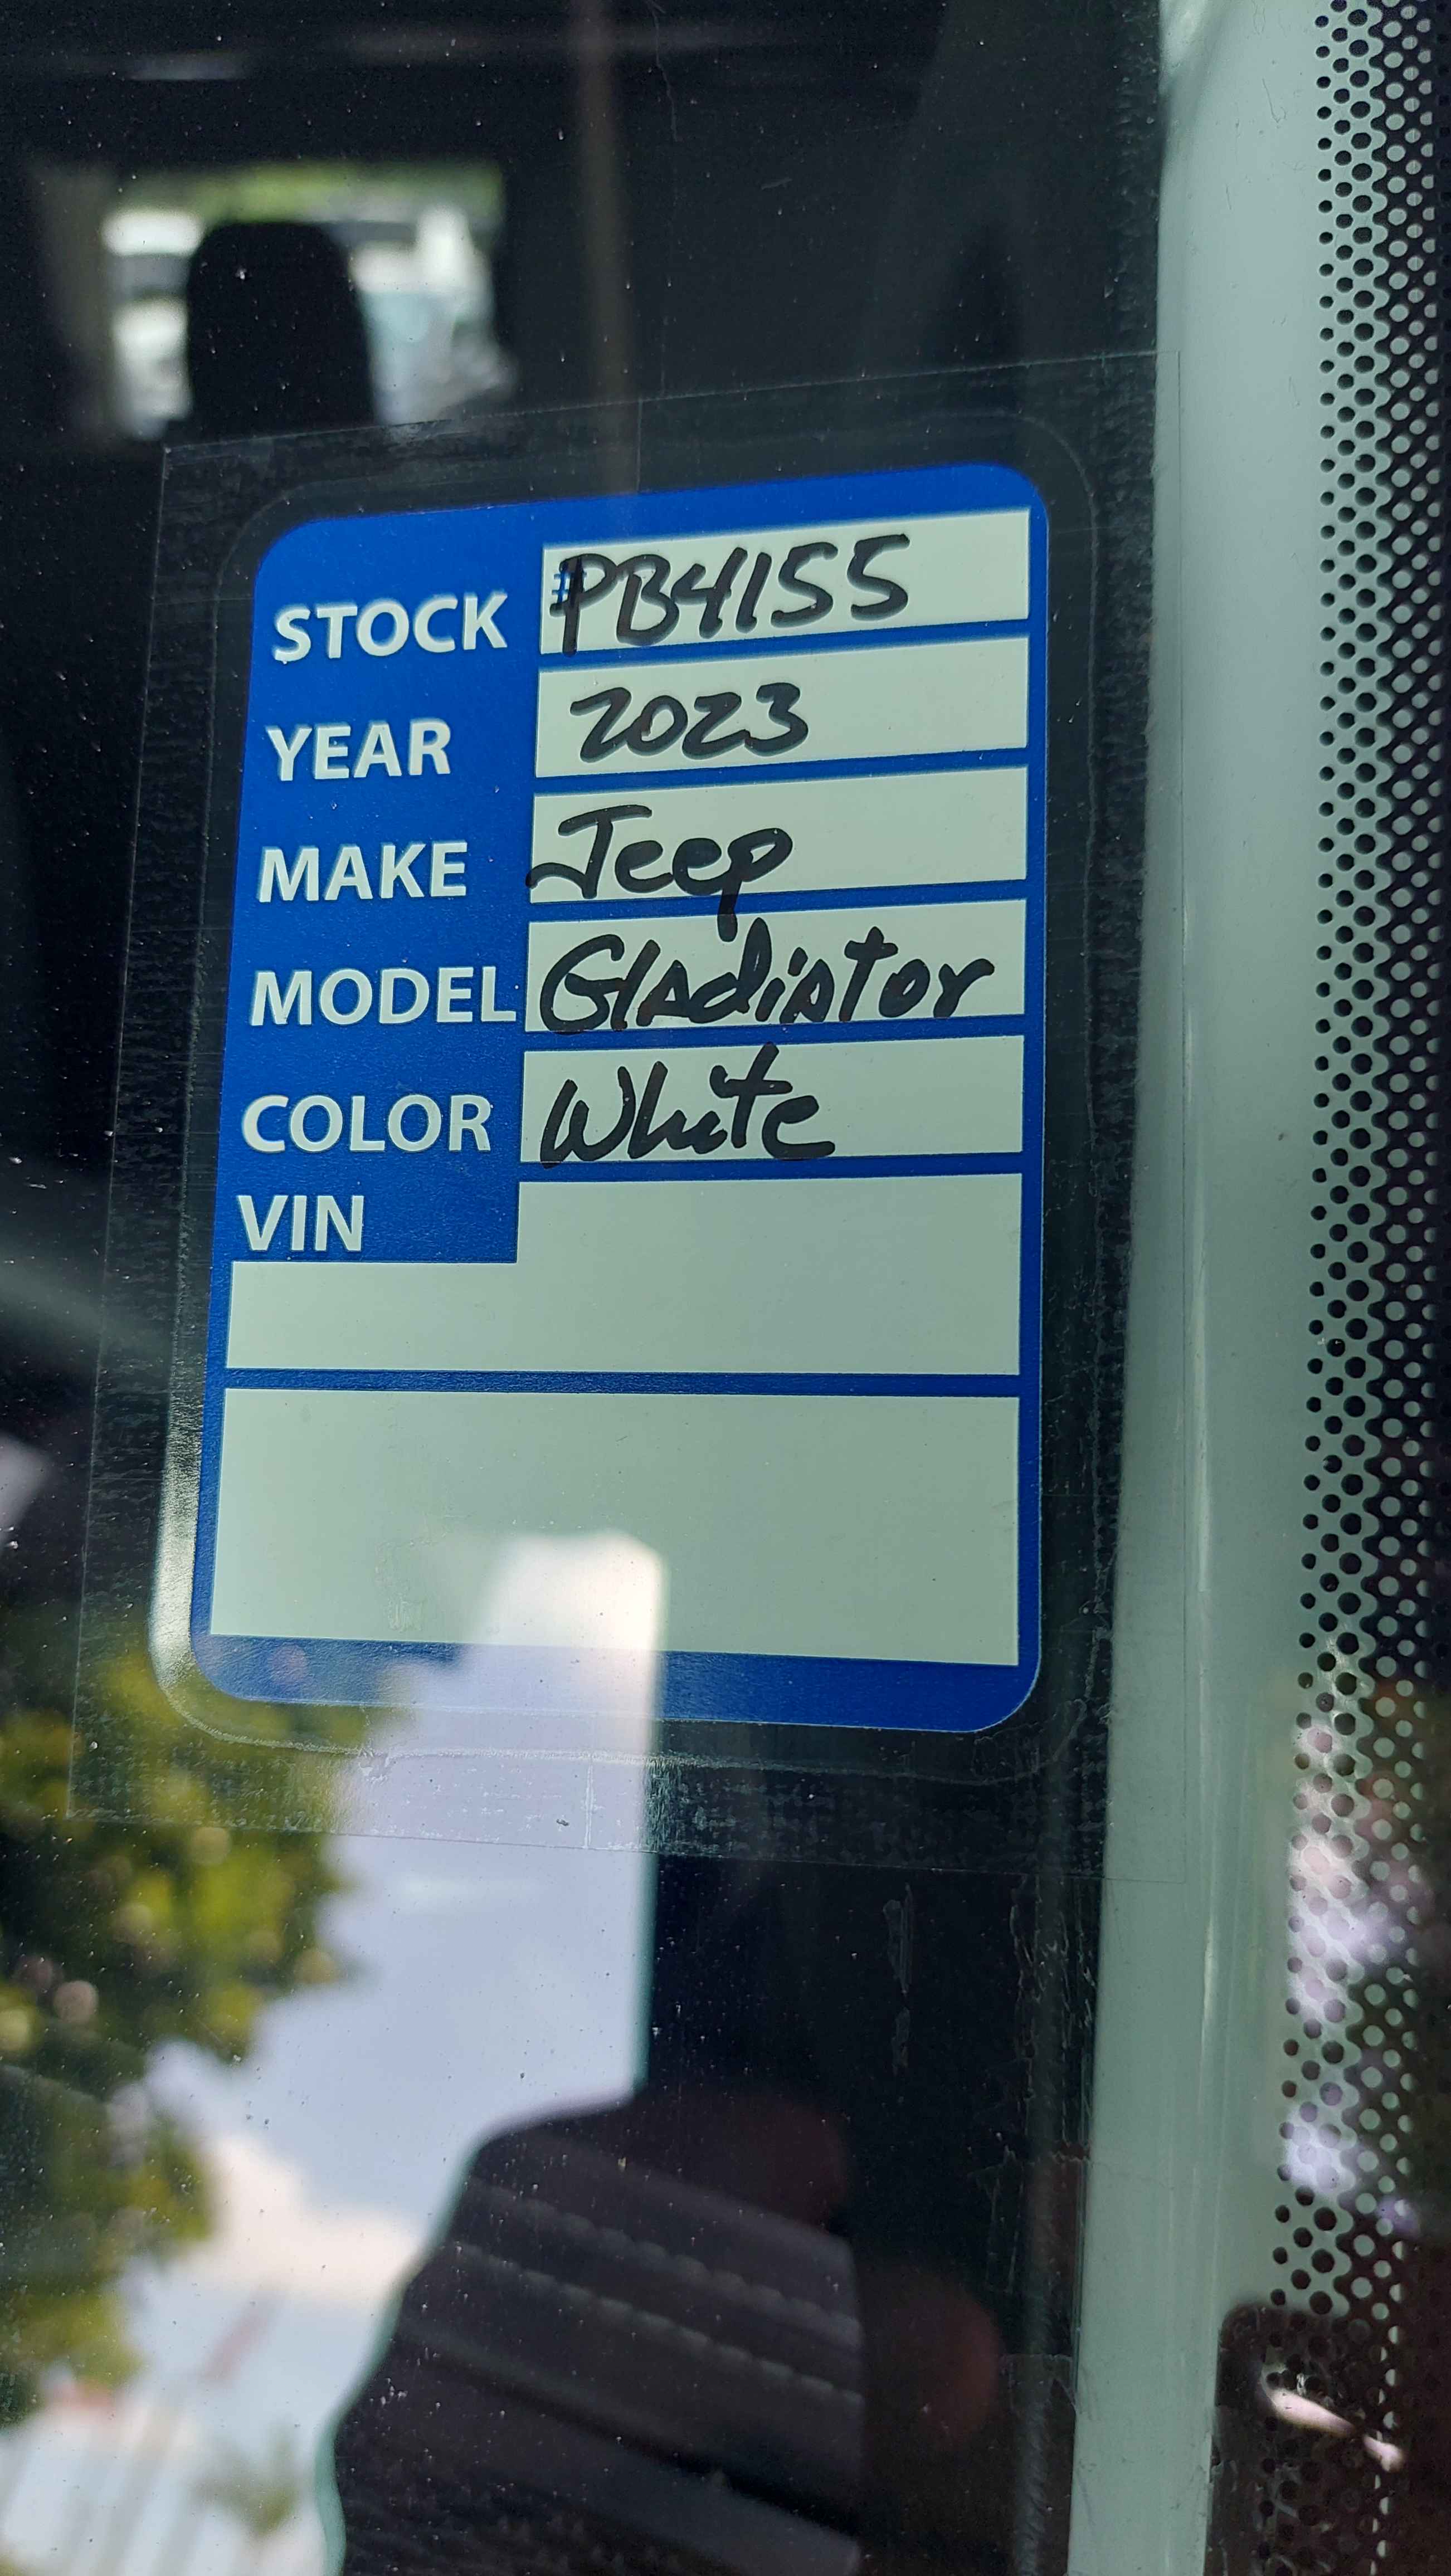 STOCK #PB4155
YEAR 2023
MAKE Jeep
MODEL Gladiator
COLOR White
VIN